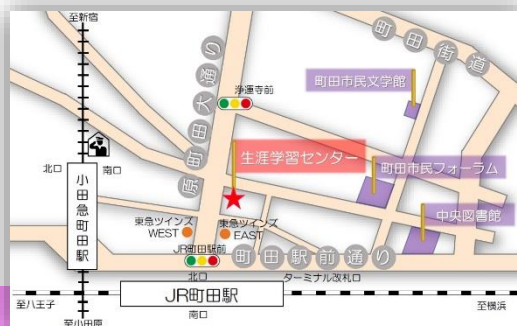 至新宿
町田街道
町田市民文学館
原町田大通り
浄運寺前
生涯学習センター
町田市民フォーラム
中央図書館
北口
南口
小田急町田駅
東急ツインズ
WEST
東急ツインズ
EAST
JR町田駅前
町田駅前通り
北口
ターミナル改札口
JR町田駅
南口
至八王子
至横浜
至小田原